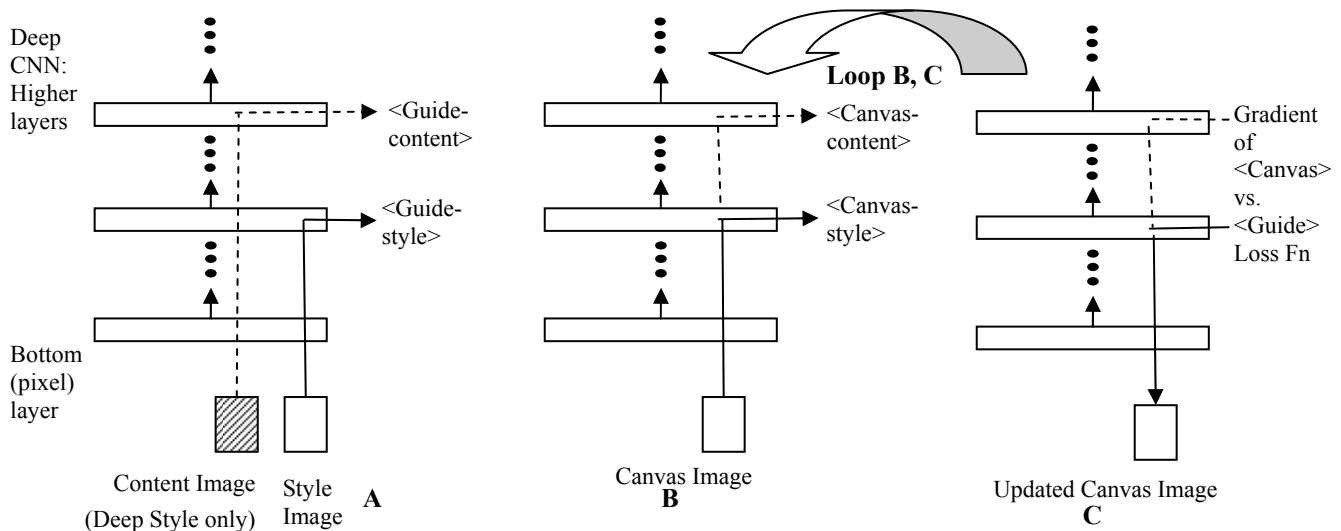 Deep
CNN:
Higher
layers
Bottom
(pixel)
layer
<Guide-
content>
<Guide-
style>
Content Image
(Deep Style only)
Style
Image
A
<Canvas-
content>
<Canvas-
style>
Canvas Image
B
Loop B, C
Gradient
of
<Canvas>
vs.
<Guide>
Loss Fn
Updated Canvas Image
C